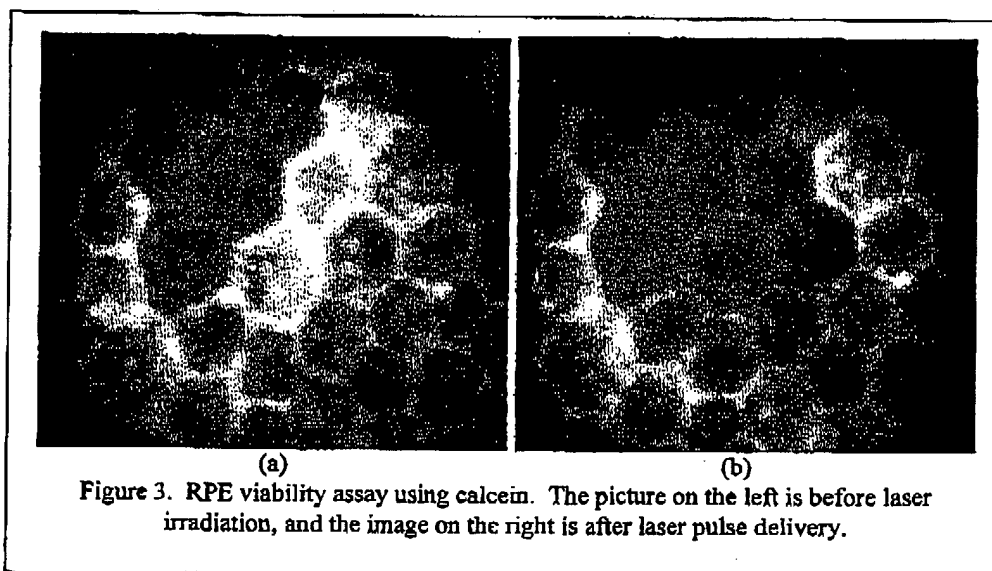 (a) (b)
Figure 3. RPE viability assay using calcein. The picture on the left is before laser
irradiation, and the image on the right is after laser pulse delivery.